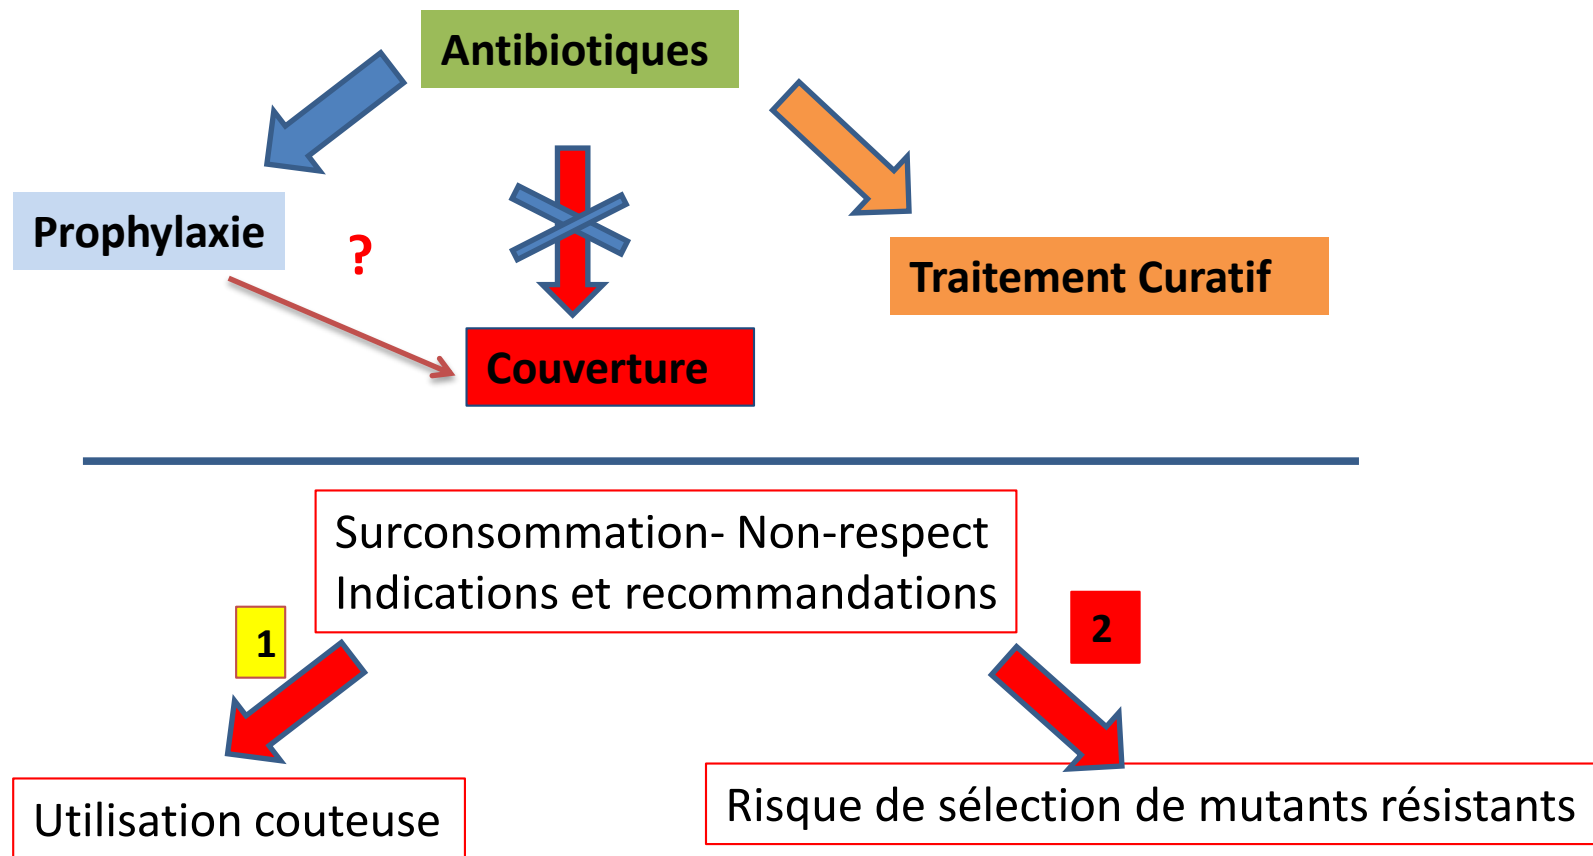 Antibiotiques
Prophylaxie
?
Traitement Curatif
Couverture
Surconsommation- Non-respect
Indications et recommandations
1
2
Utilisation couteuse
Risque de sélection de mutants résistants